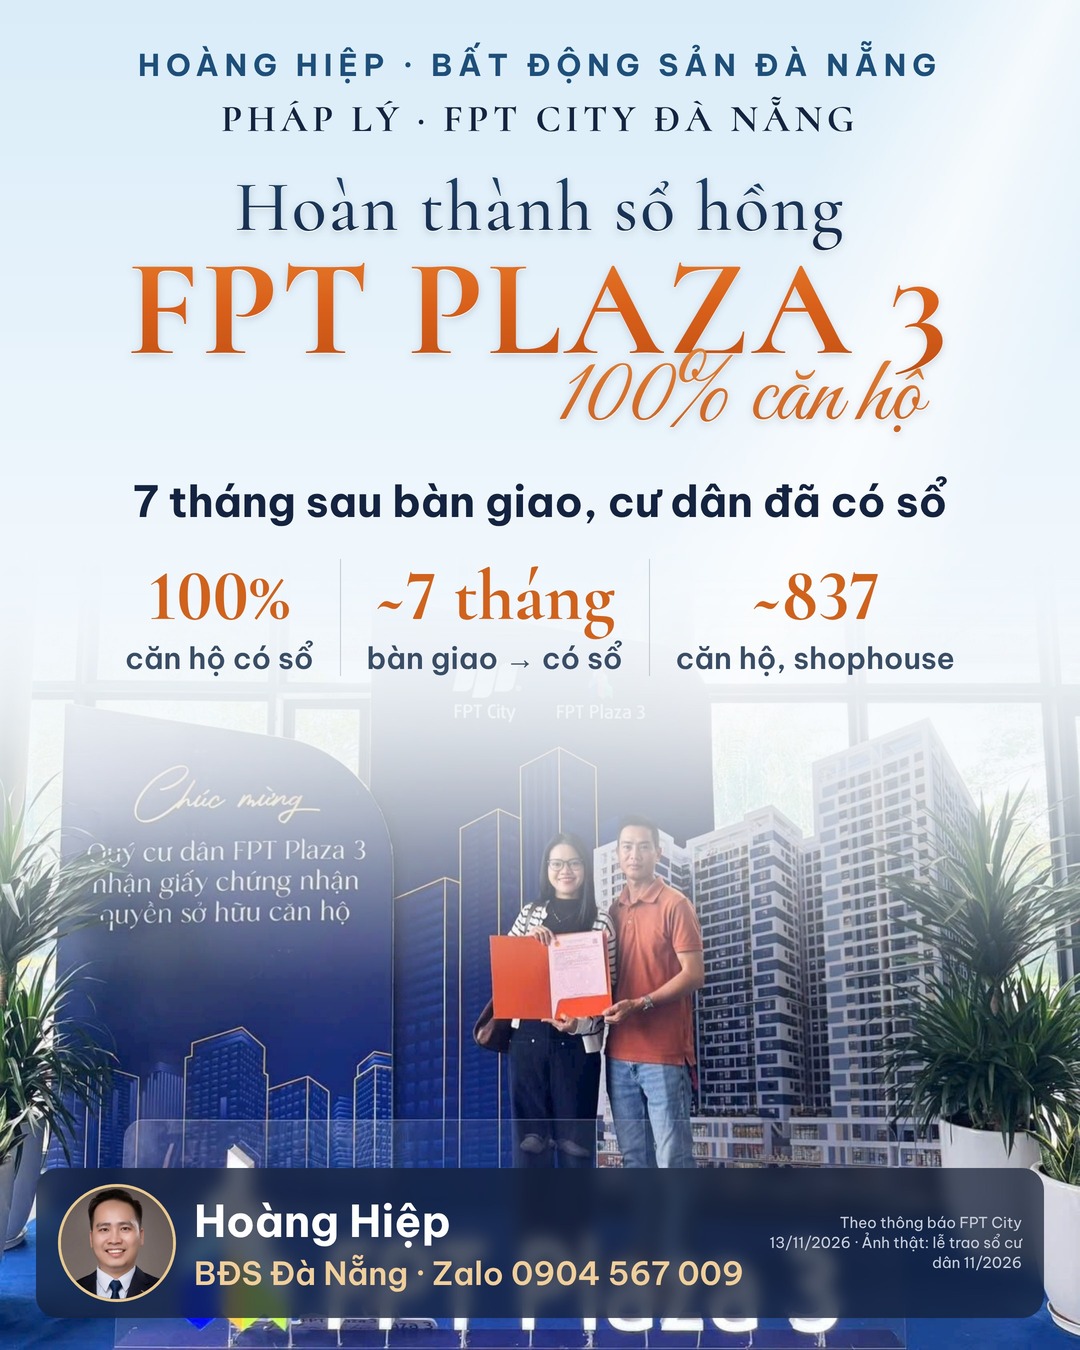 HOÀNG HIỆP · BẤT ĐỘNG SẢN ĐÀ NẴNG
PHÁP LÝ · FPT CITY ĐÀ NẴNG
Hoàn thành sổ hồng
FPT PLAZA 3
100% căn hộ
7 tháng sau bàn giao, cư dân đã có sổ
100%
căn hộ có sổ
~7 tháng
bàn giao → có sổ
~837
căn hộ, shophouse
FPT City
FPT Plaza 3
Chúc mừng
Quý cư dân FPT Plaza 3
nhận giấy chứng nhận
quyền sở hữu căn hộ
Hoàng Hiệp
BĐS Đà Nẵng · Zalo 0904 567 009
Theo thông báo FPT City
13/11/2026 · Ảnh thật: lễ trao sổ cư
dân 11/2026
FPT Plaza 3